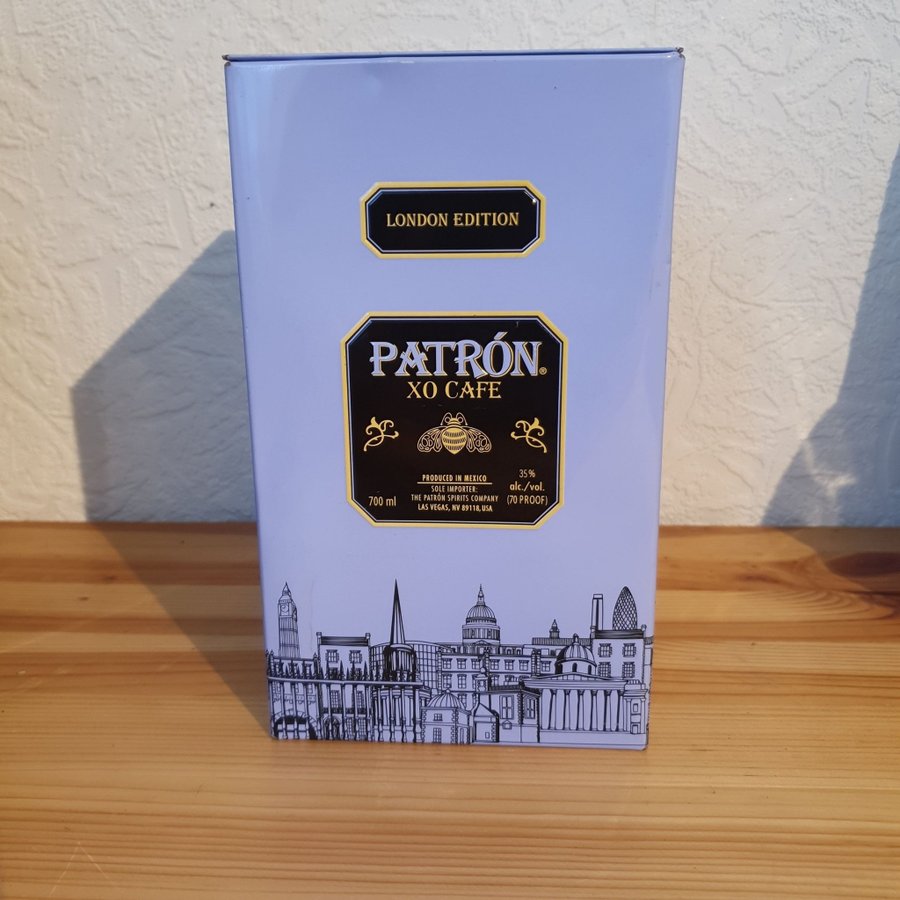 LONDON EDITION
PATRÓN®
XO CAFE
PRODUCED IN MEXICO
SOLE IMPORTER:
THE PATRÓN SPIRITS COMPANY
LAS VEGAS, NV 89118, USA
700 ml
35%
alc./vol.
(70 PROOF)